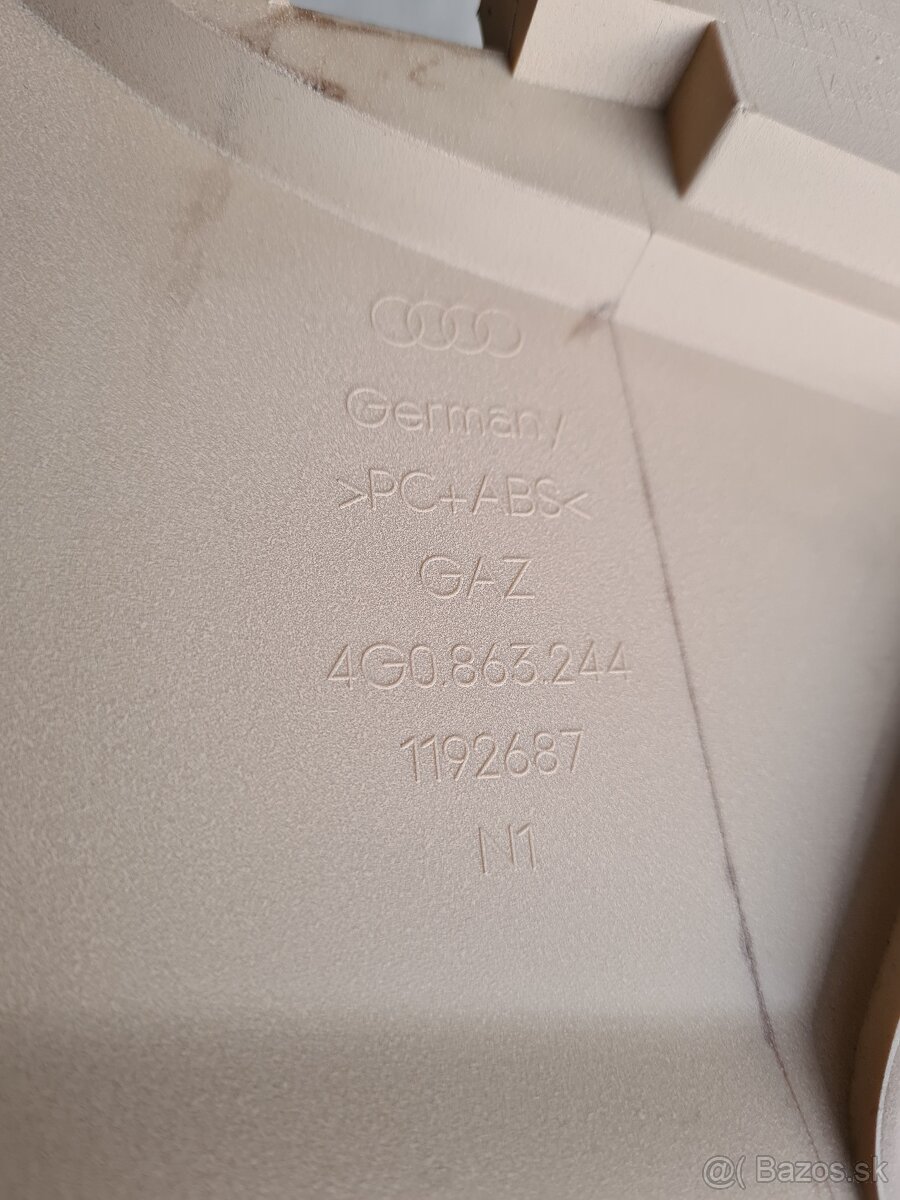 Germany
>PC+ABS<
GAZ
4G0.863.244
1192687
N1
@( Bazos.sk